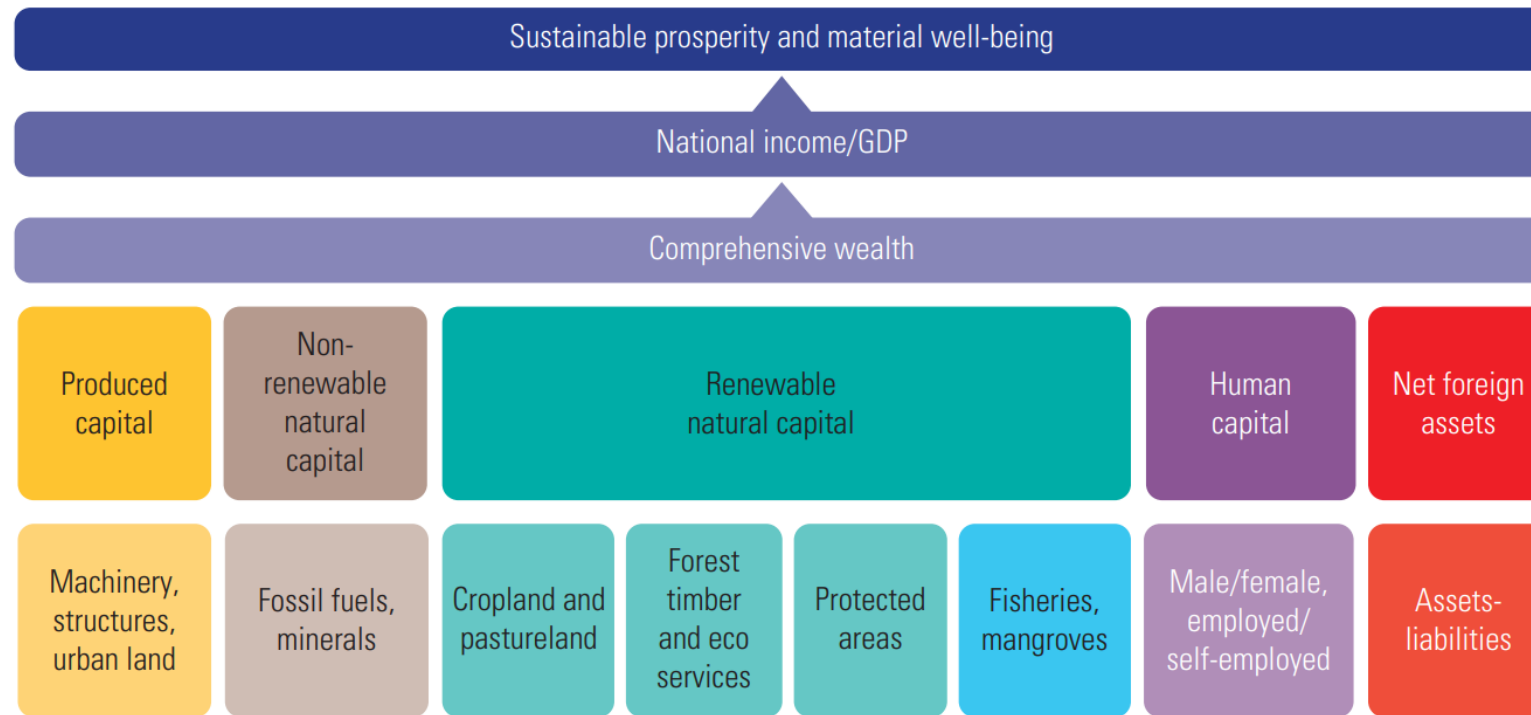 Sustainable prosperity and material well-being
National income/GDP
Comprehensive wealth
Produced
capital
Non-
renewable
natural
capital
Renewable
natural capital
Human
capital
Net foreign
assets
Machinery,
structures,
urban land
Fossil fuels,
minerals
Cropland and
pastureland
Forest
timber
and eco
services
Protected
areas
Fisheries,
mangroves
Male/female,
employed/
self-employed
Assets-
liabilities